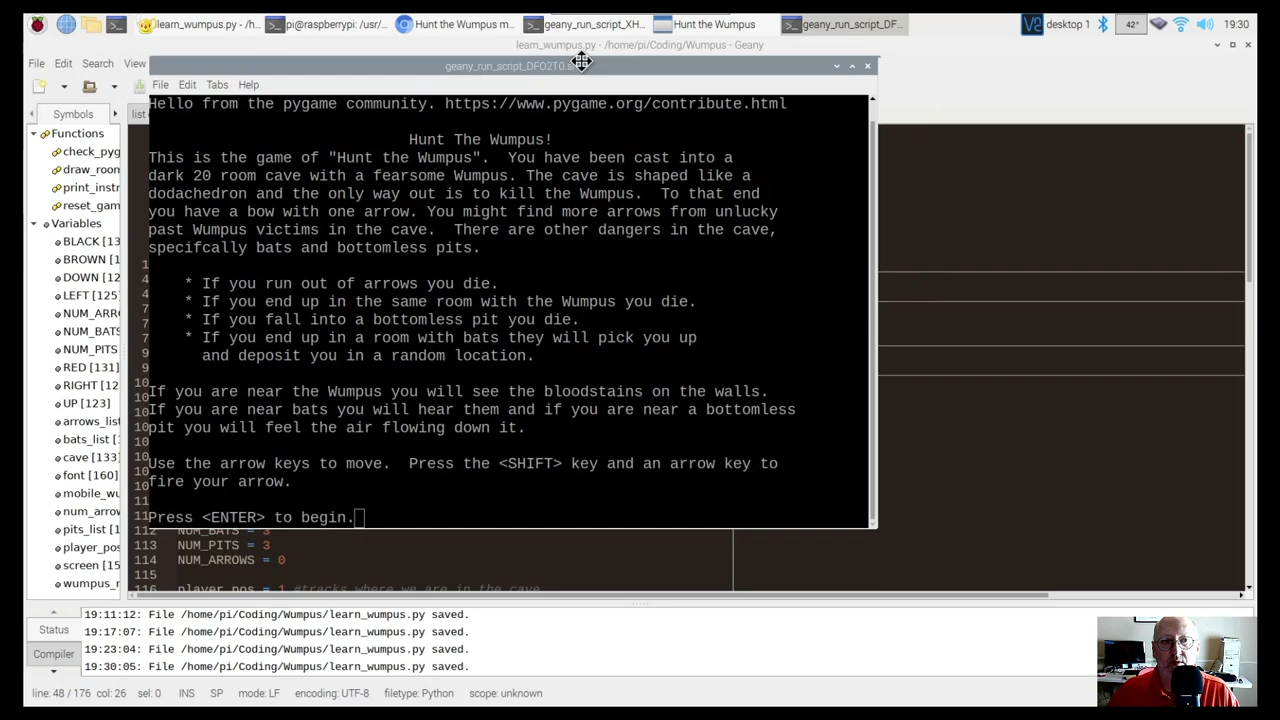 learn_wumpus.py - /h...
pi@raspberrypi: /usr/...
Hunt the Wumpus m...
geany_run_script_XH...
Hunt the Wumpus
geany_run_script_DF...
desktop 1
42°
19:30
learn_wumpus.py - /home/pi/Coding/Wumpus - Geany
File Edit Search View
geany_run_script_DFO2T0.s
File Edit Tabs Help
Symbols
Functions
check_pyg
draw_room
print_instr
reset_gam
Variables
BLACK [13
BROWN [1
DOWN [12
LEFT [125]
NUM_ARR
NUM_BATS
NUM_PITS
RED [131]
RIGHT [12
UP [123]
arrows_list
bats_list [
cave [133]
font [160]
mobile_wu
num_arrow
pits_list [1
player_pos
screen [15
wumpus_r
Hello from the pygame community. https://www.pygame.org/contribute.html
Hunt The Wumpus!
This is the game of "Hunt the Wumpus".  You have been cast into a
dark 20 room cave with a fearsome Wumpus. The cave is shaped like a
dodachedron and the only way out is to kill the Wumpus.  To that end
you have a bow with one arrow. You might find more arrows from unlucky
past Wumpus victims in the cave.  There are other dangers in the cave,
specifcally bats and bottomless pits.
* If you run out of arrows you die.
* If you end up in the same room with the Wumpus you die.
* If you fall into a bottomless pit you die.
* If you end up in a room with bats they will pick you up
and deposit you in a random location.
If you are near the Wumpus you will see the bloodstains on the walls.
If you are near bats you will hear them and if you are near a bottomless
pit you will feel the air flowing down it.
Use the arrow keys to move.  Press the <SHIFT> key and an arrow key to
fire your arrow.
Press <ENTER> to begin.
112 NUM_BATS = 3
113 NUM_PITS = 3
114 NUM_ARROWS = 0
115
116 player_pos = 1 #tracks where we are in the cave
Status
Compiler
19:11:12: File /home/pi/Coding/Wumpus/learn_wumpus.py saved.
19:17:07: File /home/pi/Coding/Wumpus/learn_wumpus.py saved.
19:23:04: File /home/pi/Coding/Wumpus/learn_wumpus.py saved.
19:30:05: File /home/pi/Coding/Wumpus/learn_wumpus.py saved.
line: 48 / 176 col: 26 sel: 0 INS SP mode: LF encoding: UTF-8 filetype: Python scope: unknown